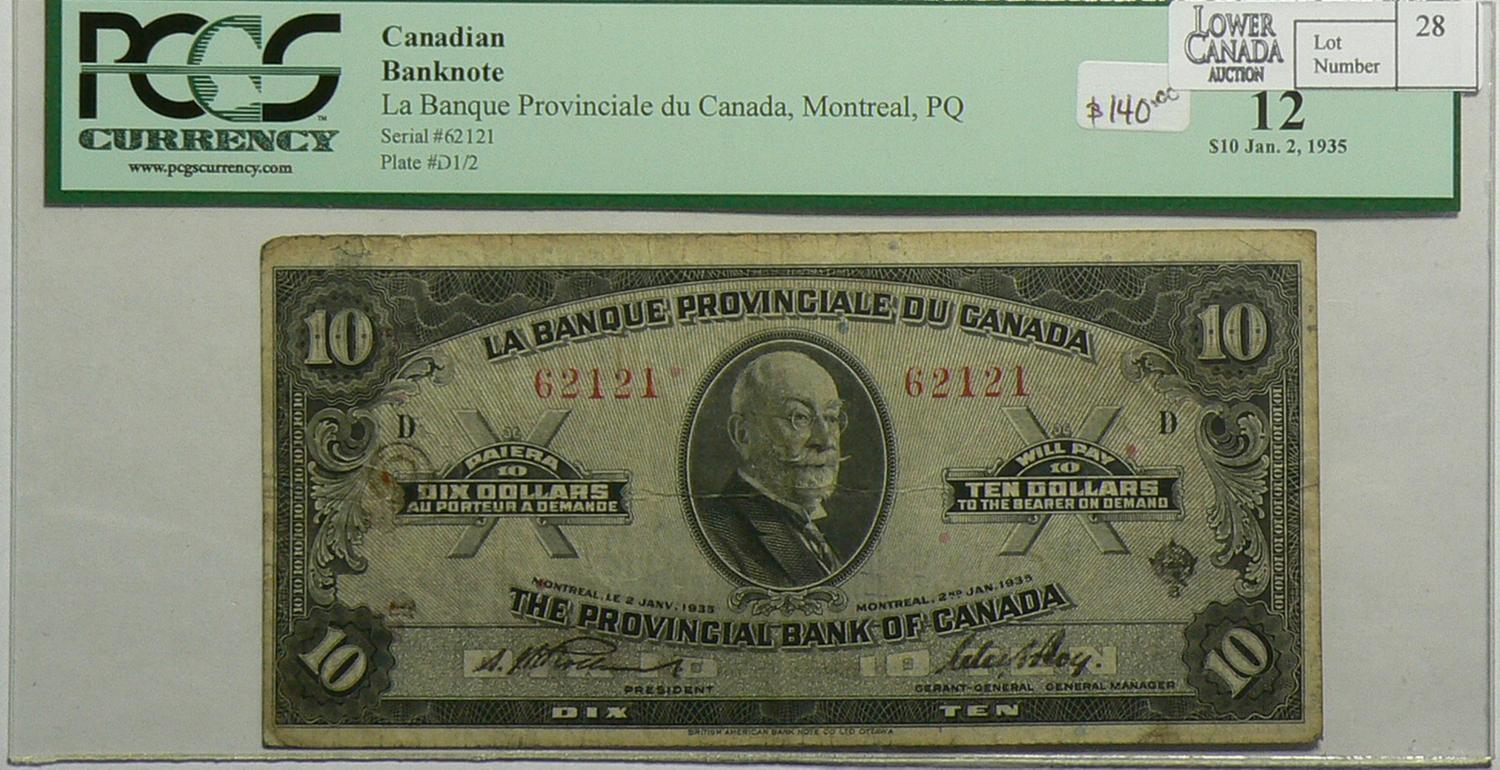 PCGS
CURRENCY
www.pcgscurrency.com
Canadian
Banknote
La Banque Provinciale du Canada, Montreal, PQ
Serial #62121
Plate #D1/2
$140.00
LOWER
CANADA
AUCTION
Lot
Number
28
12
$10 Jan. 2, 1935
10
10
LA BANQUE PROVINCIALE DU CANADA
62121
62121
D
D
PAIERA
10
DIX DOLLARS
AU PORTEUR A DEMANDE
WILL PAY
10
TEN DOLLARS
TO THE BEARER ON DEMAND
MONTREAL, LE 2 JANV. 1935
MONTREAL, 2ND JAN. 1935
THE PROVINCIAL BANK OF CANADA
10
10
PRESIDENT
GERANT-GENERAL GENERAL MANAGER
DIX
TEN
BRITISH AMERICAN BANK NOTE CO LTD OTTAWA